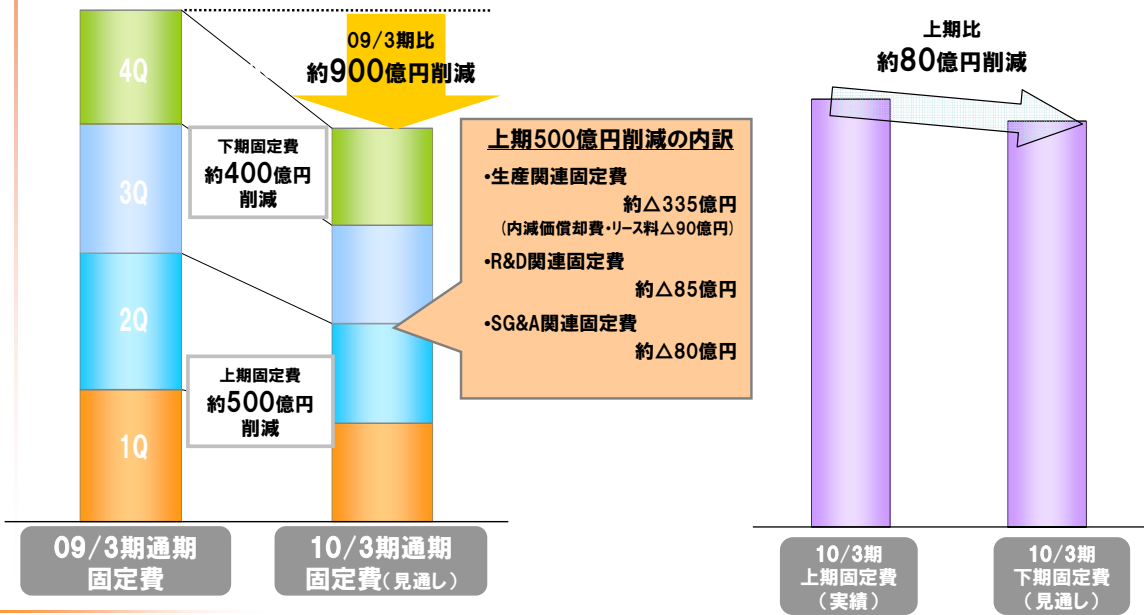 4Q
3Q
2Q
1Q
09/3期比
約900億円削減
下期固定費
約400億円
削減
上期固定費
約500億円
削減
上期500億円削減の内訳
・生産関連固定費
約△335億円
(内減価償却費・リース料△90億円)
・R&D関連固定費
約△85億円
・SG&A関連固定費
約△80億円
09/3期通期
固定費
10/3期通期
固定費(見通し)
上期比
約80億円削減
10/3期
上期固定費
(実績)
10/3期
下期固定費
(見通し)